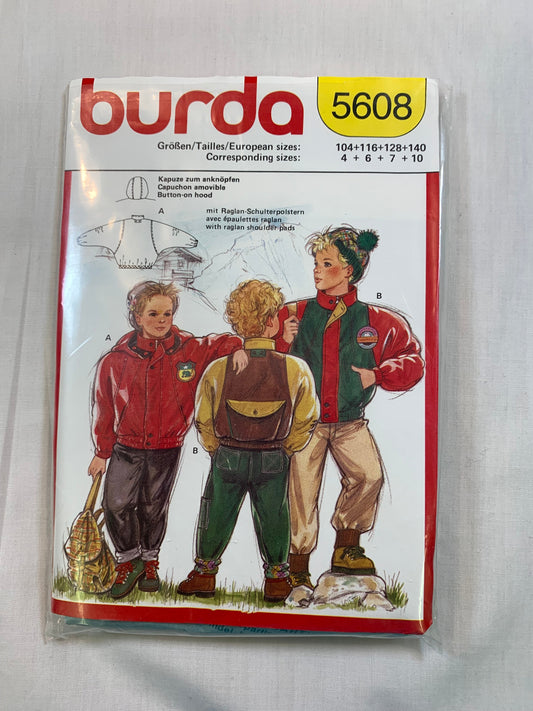 burda
5608
Größen/Tailles/European sizes: 104+116+128+140
Corresponding sizes: 4 + 6 + 7 + 10
Kapuze zum anknöpfen
Capuchon amovible
Button-on hood
A
mit Raglan-Schulterpolstern
avec épaulettes raglan
with raglan shoulder pads
B
A
B